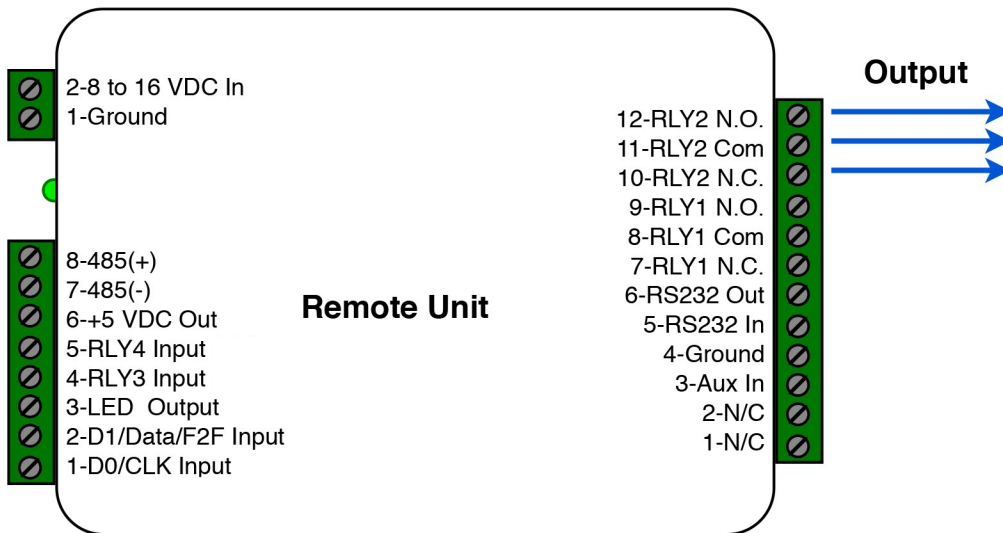 2-8 to 16 VDC In
1-Ground
8-485(+)
7-485(-)
6-+5 VDC Out
5-RLY4 Input
4-RLY3 Input
3-LED Output
2-D1/Data/F2F Input
1-D0/CLK Input
Remote Unit
Output
12-RLY2 N.O.
11-RLY2 Com
10-RLY2 N.C.
9-RLY1 N.O.
8-RLY1 Com
7-RLY1 N.C.
6-RS232 Out
5-RS232 In
4-Ground
3-Aux In
2-N/C
1-N/C